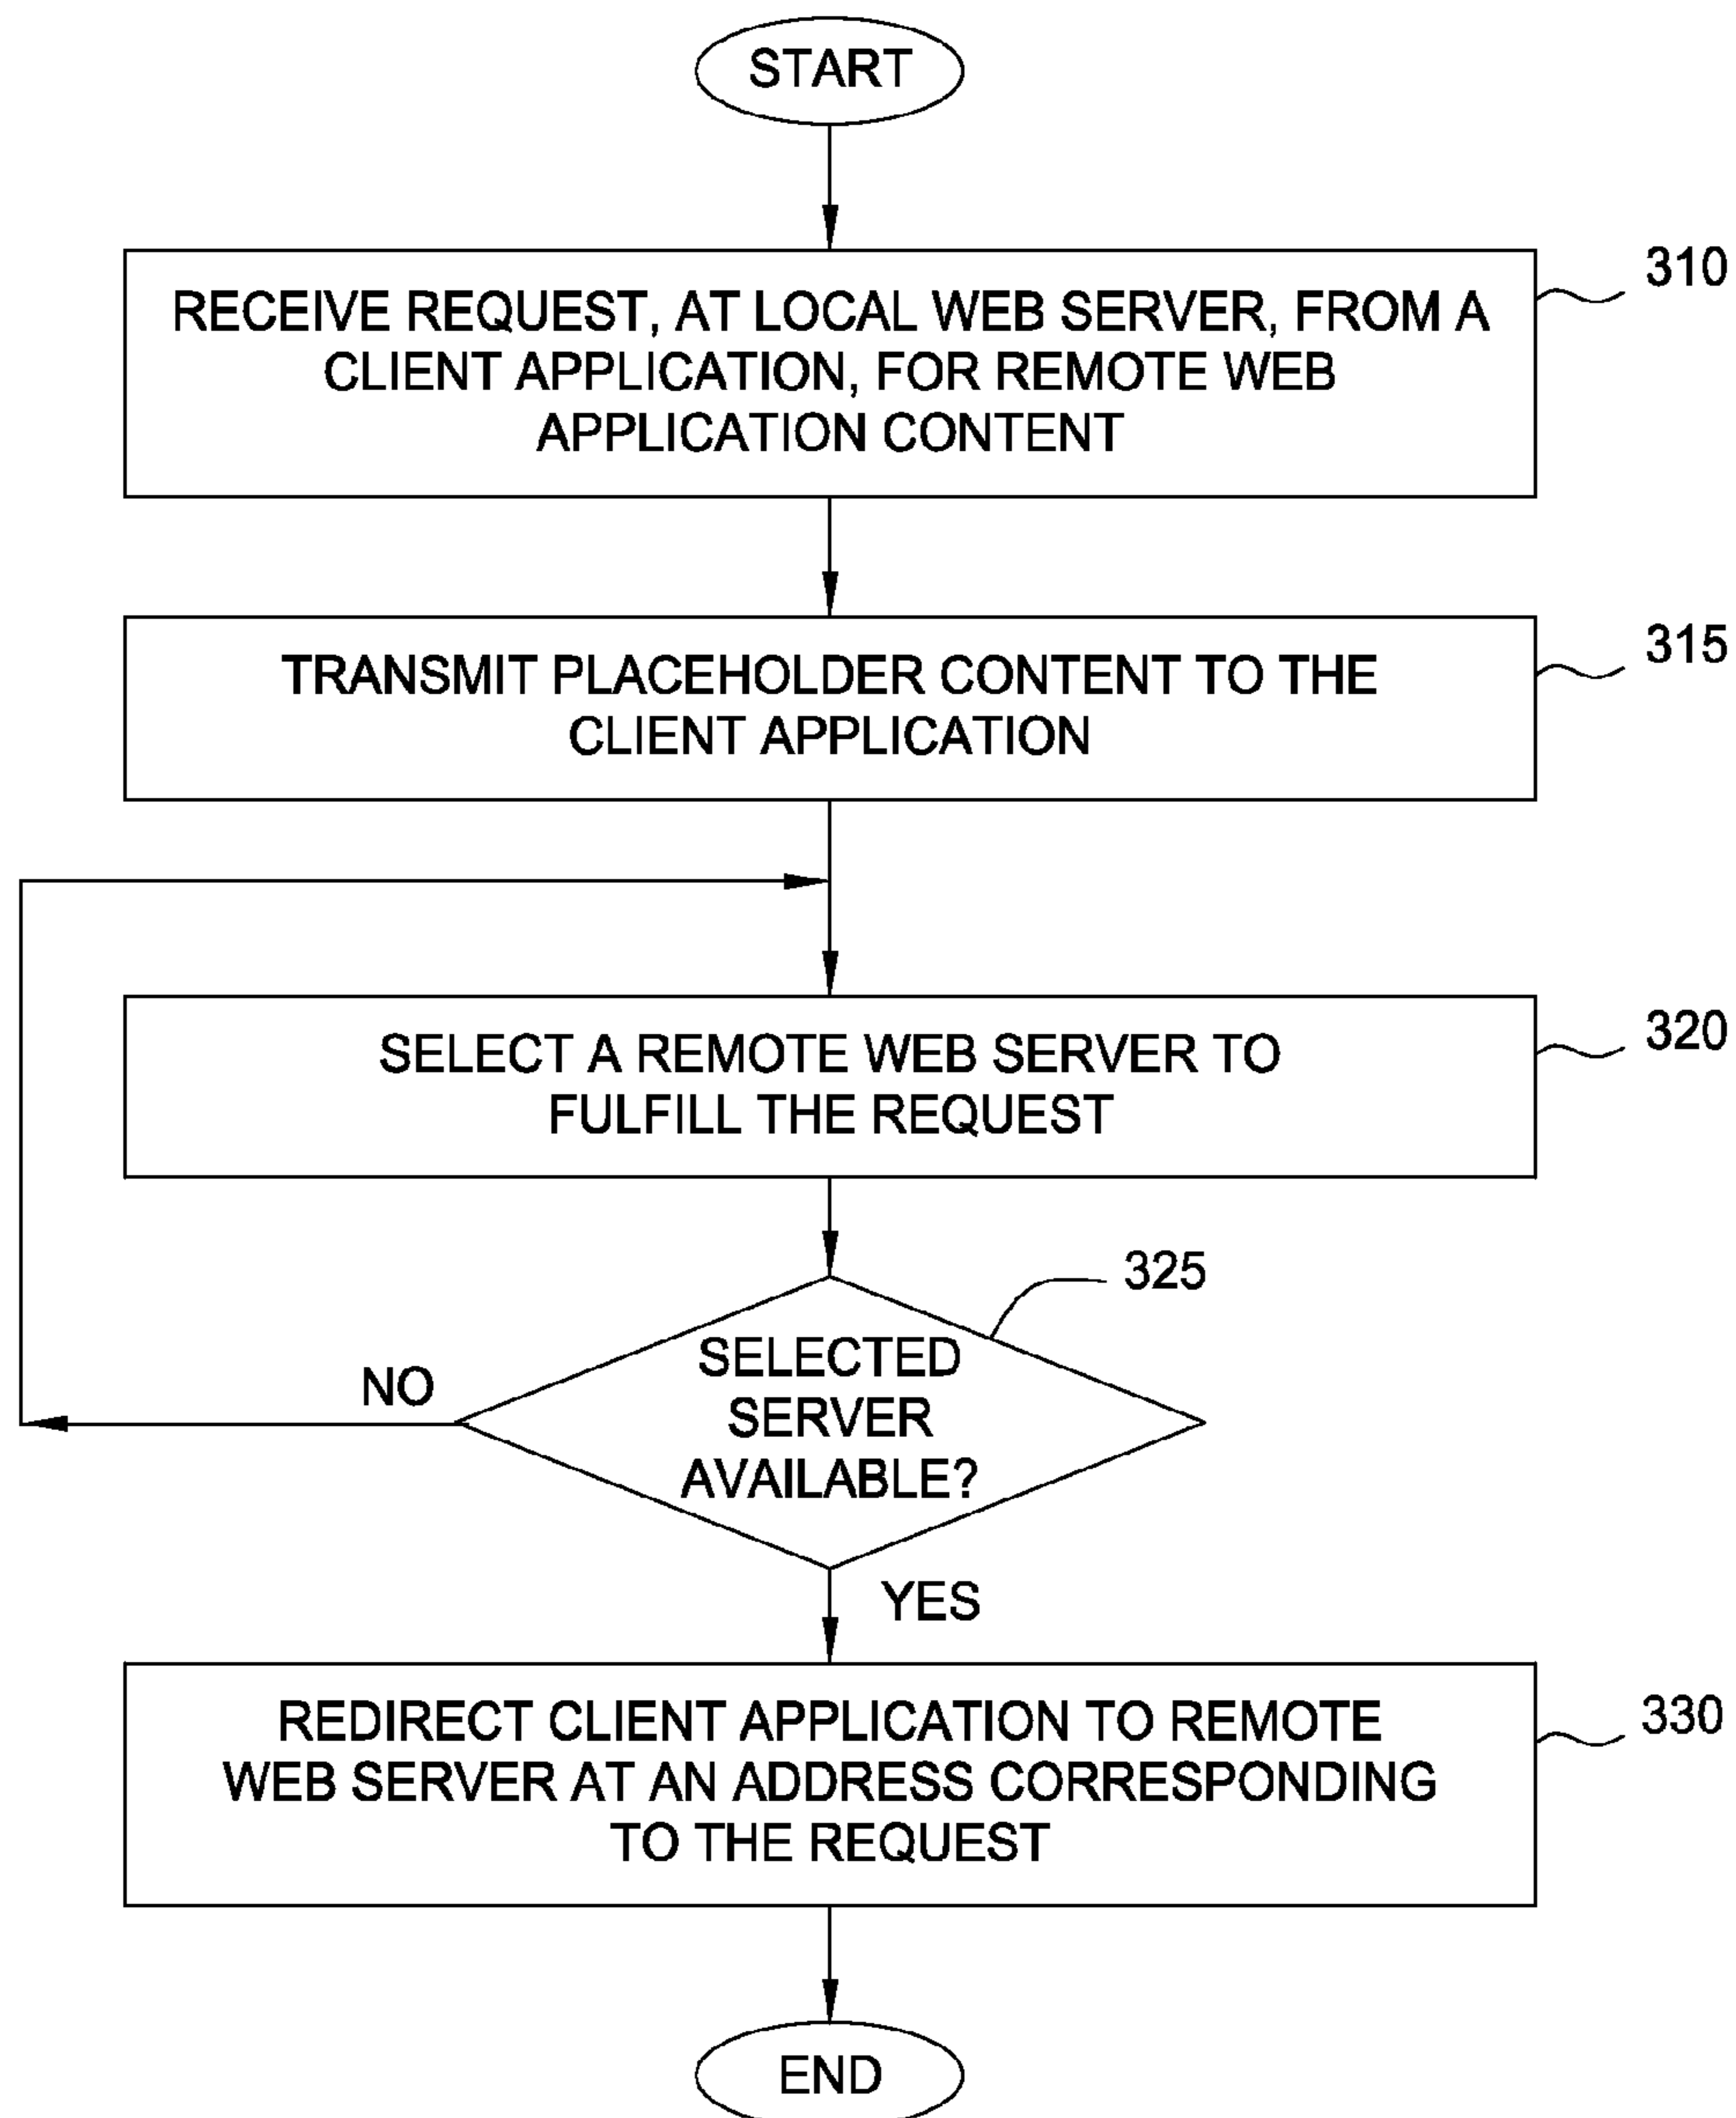 START
RECEIVE REQUEST, AT LOCAL WEB SERVER, FROM A
CLIENT APPLICATION, FOR REMOTE WEB
APPLICATION CONTENT
310
TRANSMIT PLACEHOLDER CONTENT TO THE
CLIENT APPLICATION
315
SELECT A REMOTE WEB SERVER TO
FULFILL THE REQUEST
320
325
SELECTED
SERVER
AVAILABLE?
NO
YES
REDIRECT CLIENT APPLICATION TO REMOTE
WEB SERVER AT AN ADDRESS CORRESPONDING
TO THE REQUEST
330
END